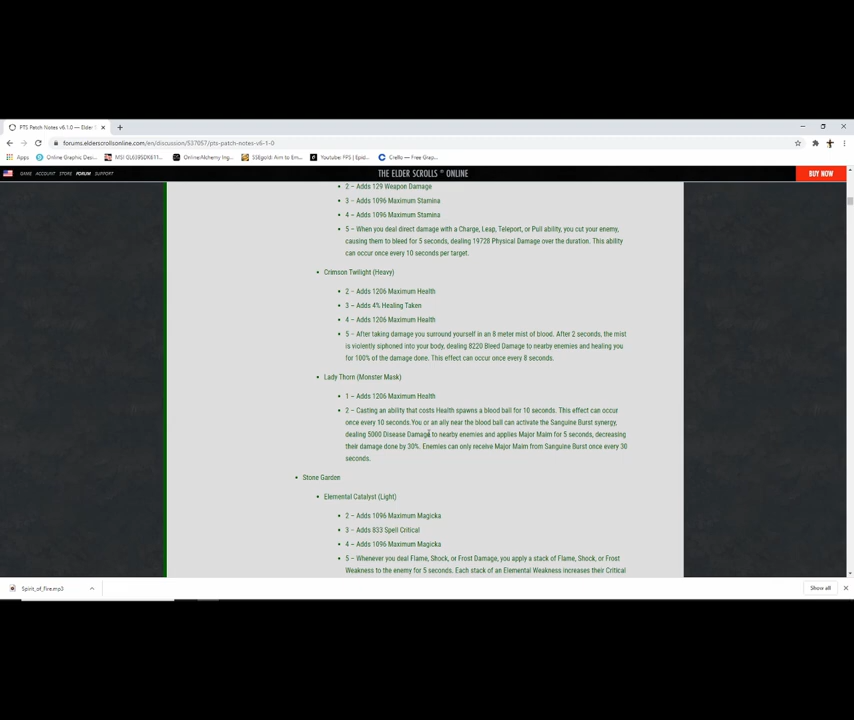 PTS Patch Notes v6-1-0 — Elder S
forums.elderscrollsonline.com/en/discussion/537057/pts-patch-notes-v6-1-0
Apps Online Graphic Desi... MSI GL639SDK611... Online:Alchemy Ing... SSEgold: Aim to Em... Youtube: FPS | Epid... Crello — Free Grap...
GAME ACCOUNT STORE FORUM SUPPORT THE ELDER SCROLLS ® ONLINE BUY NOW
2 – Adds 129 Weapon Damage
3 – Adds 1096 Maximum Stamina
4 – Adds 1096 Maximum Stamina
5 – When you deal direct damage with a Charge, Leap, Teleport, or Pull ability, you cut your enemy,
causing them to bleed for 5 seconds, dealing 19728 Physical Damage over the duration. This ability
can occur once every 10 seconds per target.
Crimson Twilight (Heavy)
2 – Adds 1206 Maximum Health
3 – Adds 4% Healing Taken
4 – Adds 1206 Maximum Health
5 – After taking damage you surround yourself in an 8 meter mist of blood. After 2 seconds, the mist
is violently siphoned into your body, dealing 8220 Bleed Damage to nearby enemies and healing you
for 100% of the damage done. This effect can occur once every 8 seconds.
Lady Thorn (Monster Mask)
1 – Adds 1206 Maximum Health
2 – Casting an ability that costs Health spawns a blood ball for 10 seconds. This effect can occur
once every 10 seconds.You or an ally near the blood ball can activate the Sanguine Burst synergy,
dealing 5000 Disease Damage to nearby enemies and applies Major Maim for 5 seconds, decreasing
their damage done by 30%. Enemies can only receive Major Maim from Sanguine Burst once every 30
seconds.
Stone Garden
Elemental Catalyst (Light)
2 – Adds 1096 Maximum Magicka
3 – Adds 833 Spell Critical
4 – Adds 1096 Maximum Magicka
5 – Whenever you deal Flame, Shock, or Frost Damage, you apply a stack of Flame, Shock, or Frost
Weakness to the enemy for 5 seconds. Each stack of an Elemental Weakness increases their Critical
Spirit_of_Fire.mp3 Show all